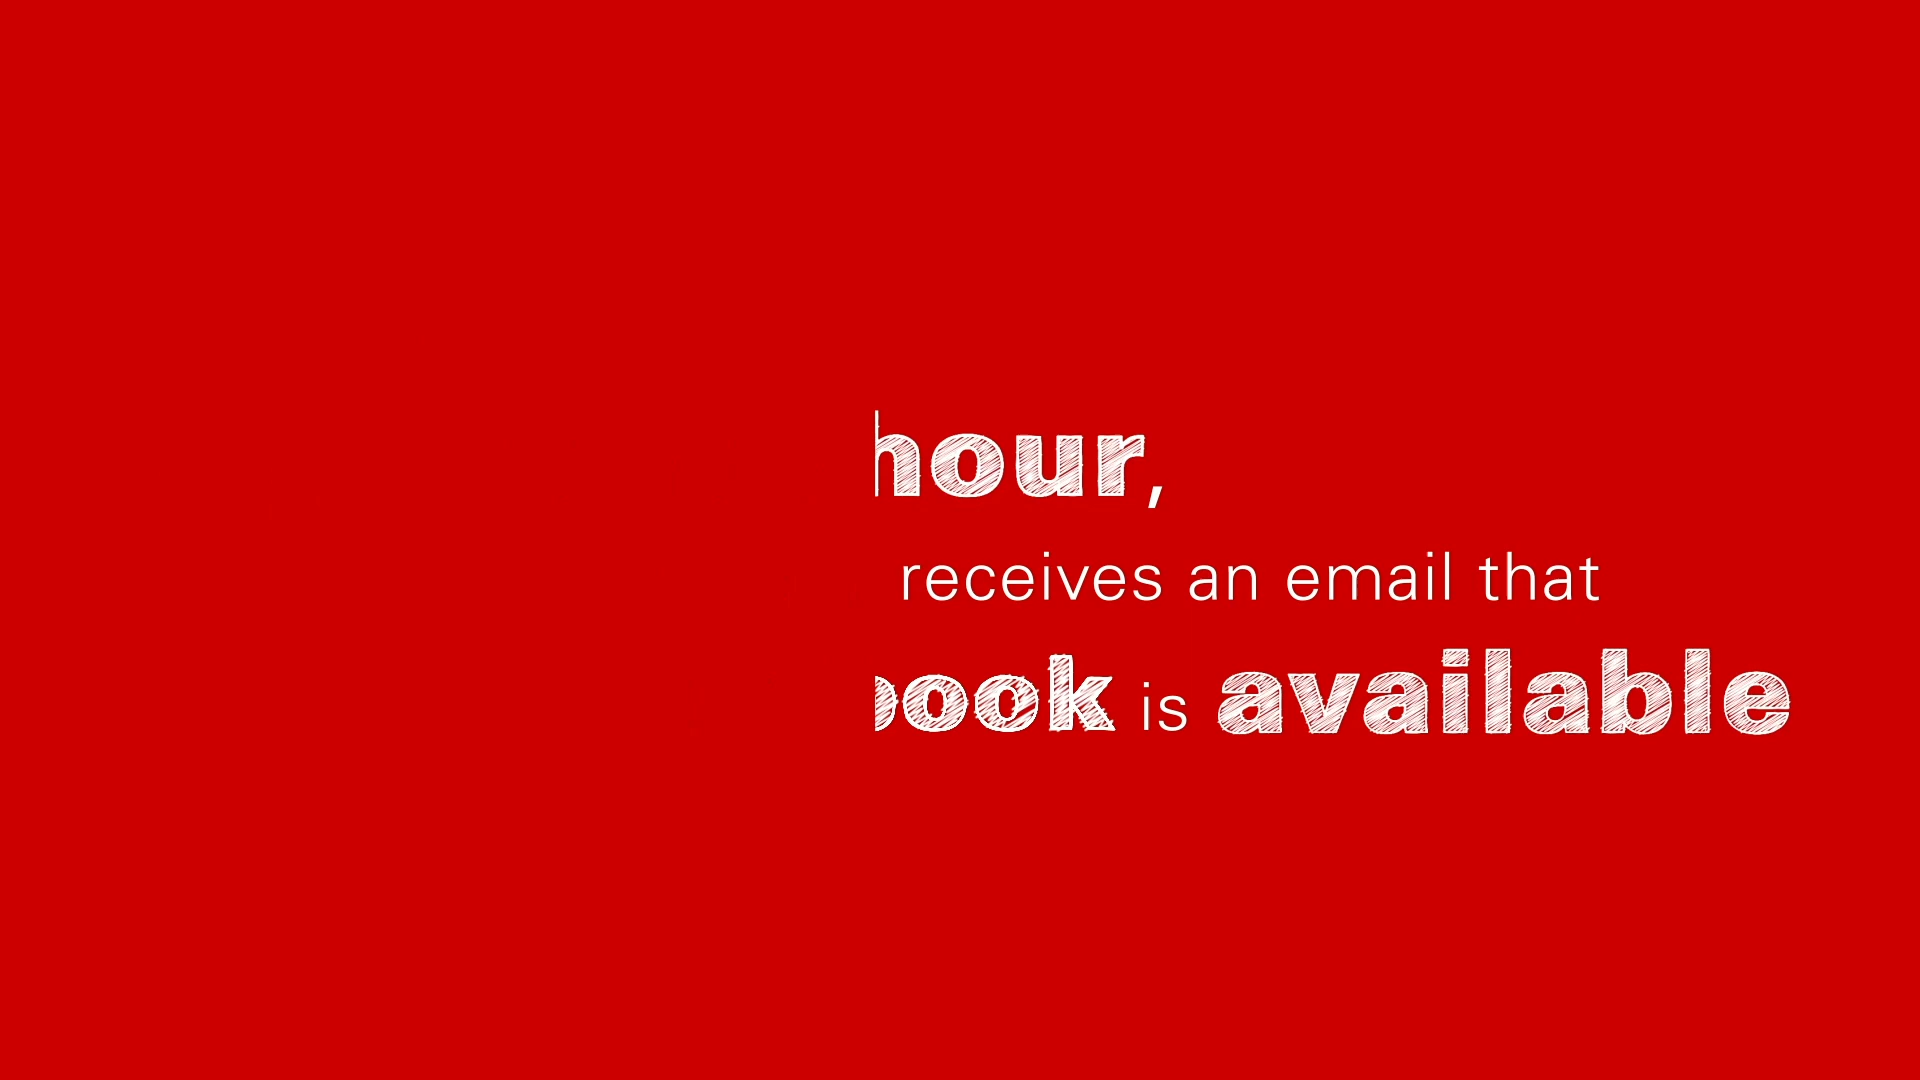 hour,
receives an email that
ook is available